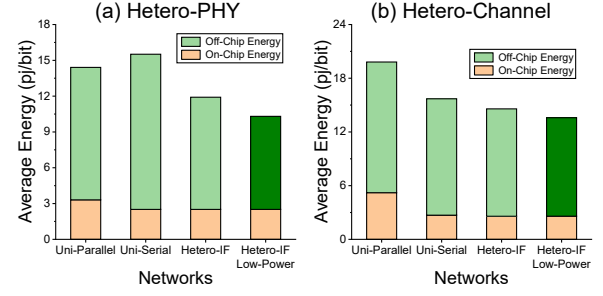 (a) Hetero-PHY
Average Energy (pj/bit)
18
15
12
9
6
3
0
Off-Chip Energy
On-Chip Energy
Uni-Parallel
Uni-Serial
Hetero-IF
Hetero-IF
Low-Power
Networks
(b) Hetero-Channel
Average Energy (pj/bit)
24
18
12
6
0
Off-Chip Energy
On-Chip Energy
Uni-Parallel
Uni-Serial
Hetero-IF
Hetero-IF
Low-Power
Networks